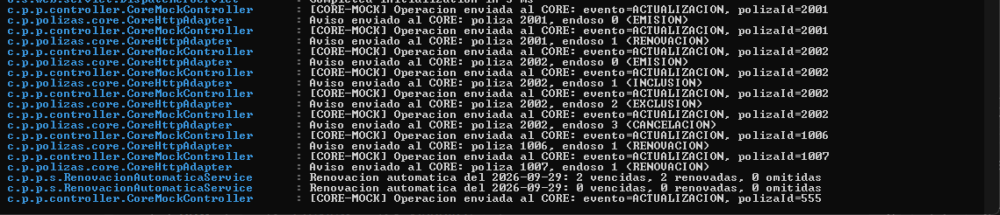 o.s.web.servlet.DispatcherServlet : Completed initialization in 3 ms
c.p.p.controller.CoreMockController : [CORE-MOCK] Operacion enviada al CORE: evento=ACTUALIZACION, polizaId=2001
c.p.polizas.core.CoreHttpAdapter : Aviso enviado al CORE: poliza 2001, endoso 0 (EMISION)
c.p.p.controller.CoreMockController : [CORE-MOCK] Operacion enviada al CORE: evento=ACTUALIZACION, polizaId=2001
c.p.polizas.core.CoreHttpAdapter : Aviso enviado al CORE: poliza 2001, endoso 1 (RENOVACION)
c.p.p.controller.CoreMockController : [CORE-MOCK] Operacion enviada al CORE: evento=ACTUALIZACION, polizaId=2002
c.p.polizas.core.CoreHttpAdapter : Aviso enviado al CORE: poliza 2002, endoso 0 (EMISION)
c.p.p.controller.CoreMockController : [CORE-MOCK] Operacion enviada al CORE: evento=ACTUALIZACION, polizaId=2002
c.p.polizas.core.CoreHttpAdapter : Aviso enviado al CORE: poliza 2002, endoso 1 (INCLUSION)
c.p.p.controller.CoreMockController : [CORE-MOCK] Operacion enviada al CORE: evento=ACTUALIZACION, polizaId=2002
c.p.polizas.core.CoreHttpAdapter : Aviso enviado al CORE: poliza 2002, endoso 2 (EXCLUSION)
c.p.p.controller.CoreMockController : [CORE-MOCK] Operacion enviada al CORE: evento=ACTUALIZACION, polizaId=2002
c.p.polizas.core.CoreHttpAdapter : Aviso enviado al CORE: poliza 2002, endoso 3 (CANCELACION)
c.p.p.controller.CoreMockController : [CORE-MOCK] Operacion enviada al CORE: evento=ACTUALIZACION, polizaId=1006
c.p.polizas.core.CoreHttpAdapter : Aviso enviado al CORE: poliza 1006, endoso 1 (RENOVACION)
c.p.p.controller.CoreMockController : [CORE-MOCK] Operacion enviada al CORE: evento=ACTUALIZACION, polizaId=1007
c.p.polizas.core.CoreHttpAdapter : Aviso enviado al CORE: poliza 1007, endoso 1 (RENOVACION)
c.p.p.s.RenovacionAutomaticaService : Renovacion automatica del 2026-09-29: 2 vencidas, 2 renovadas, 0 omitidas
c.p.p.s.RenovacionAutomaticaService : Renovacion automatica del 2026-09-29: 0 vencidas, 0 renovadas, 0 omitidas
c.p.p.controller.CoreMockController : [CORE-MOCK] Operacion enviada al CORE: evento=ACTUALIZACION, polizaId=555